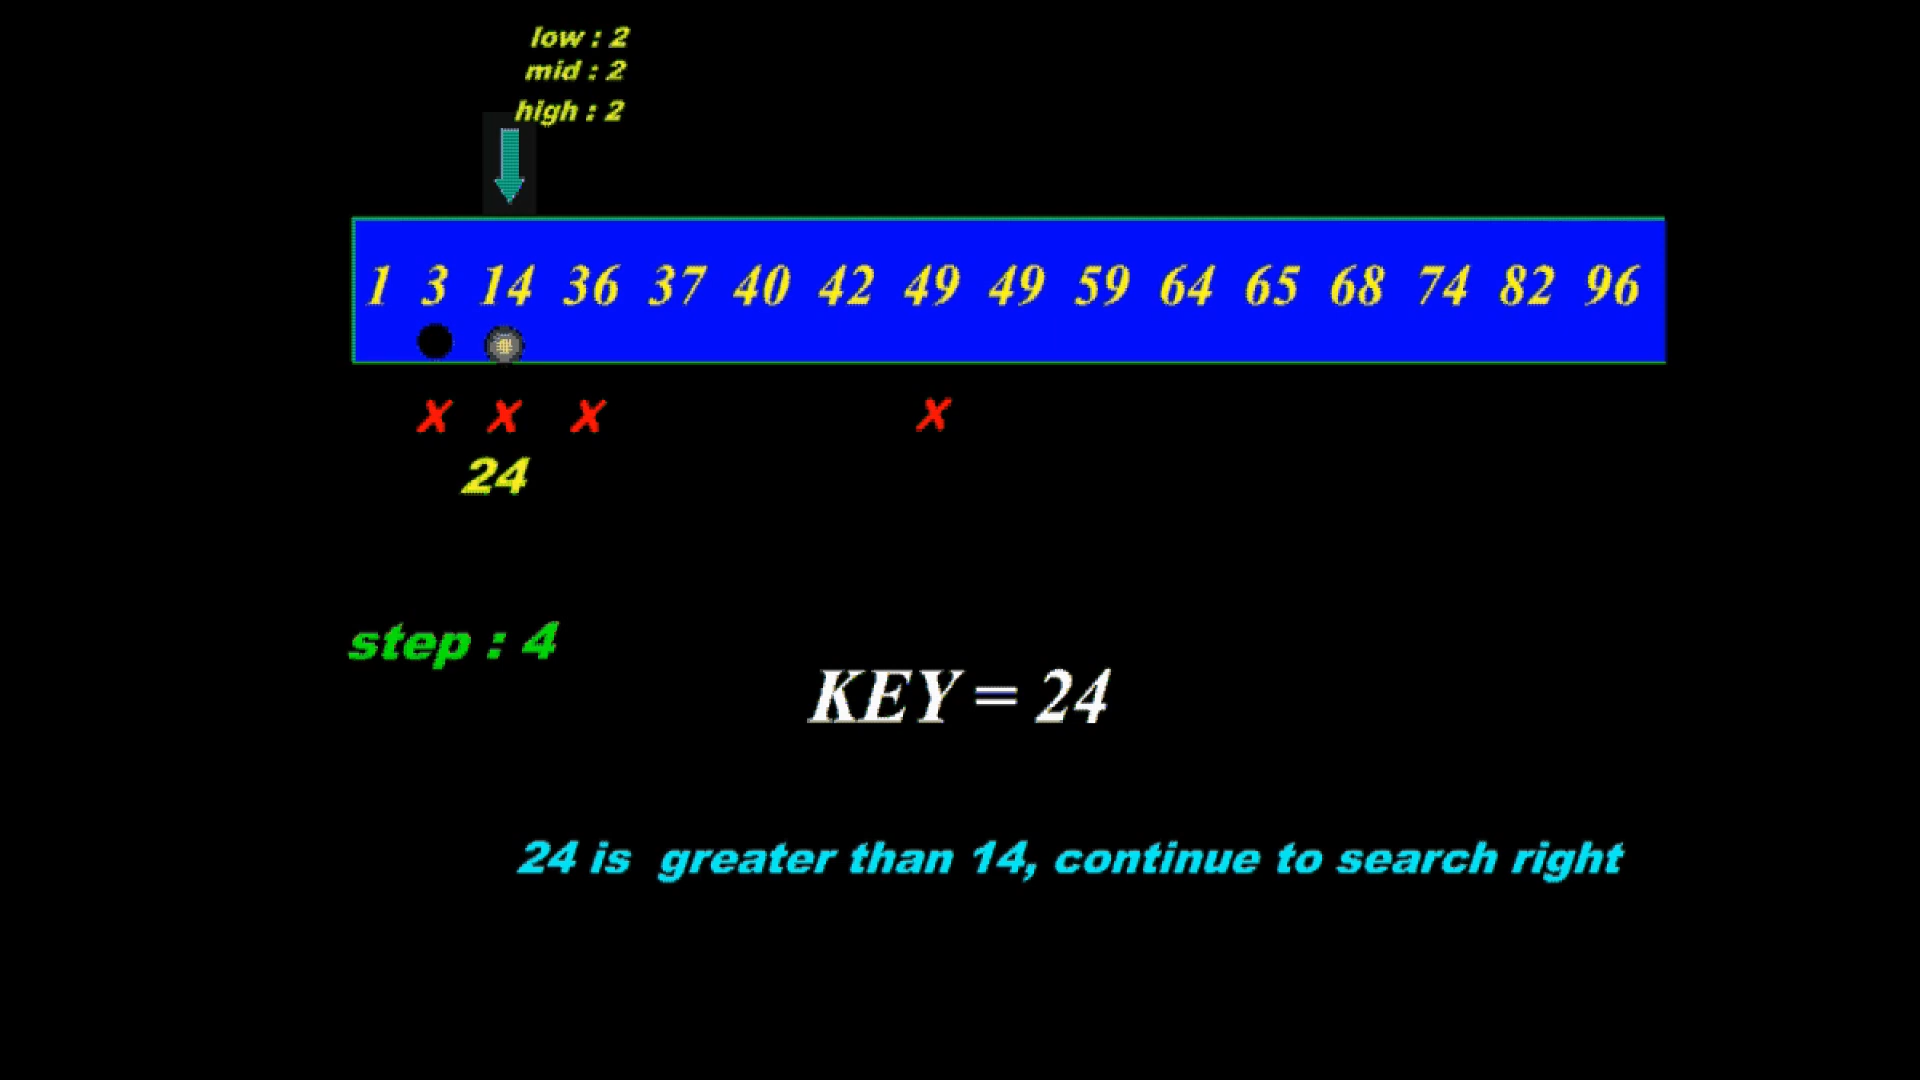 low : 2
mid : 2
high : 2
1 3 14 36 37 40 42 49 49 59 64 65 68 74 82 96
X X X X
24
step : 4
KEY = 24
24 is greater than 14, continue to search right